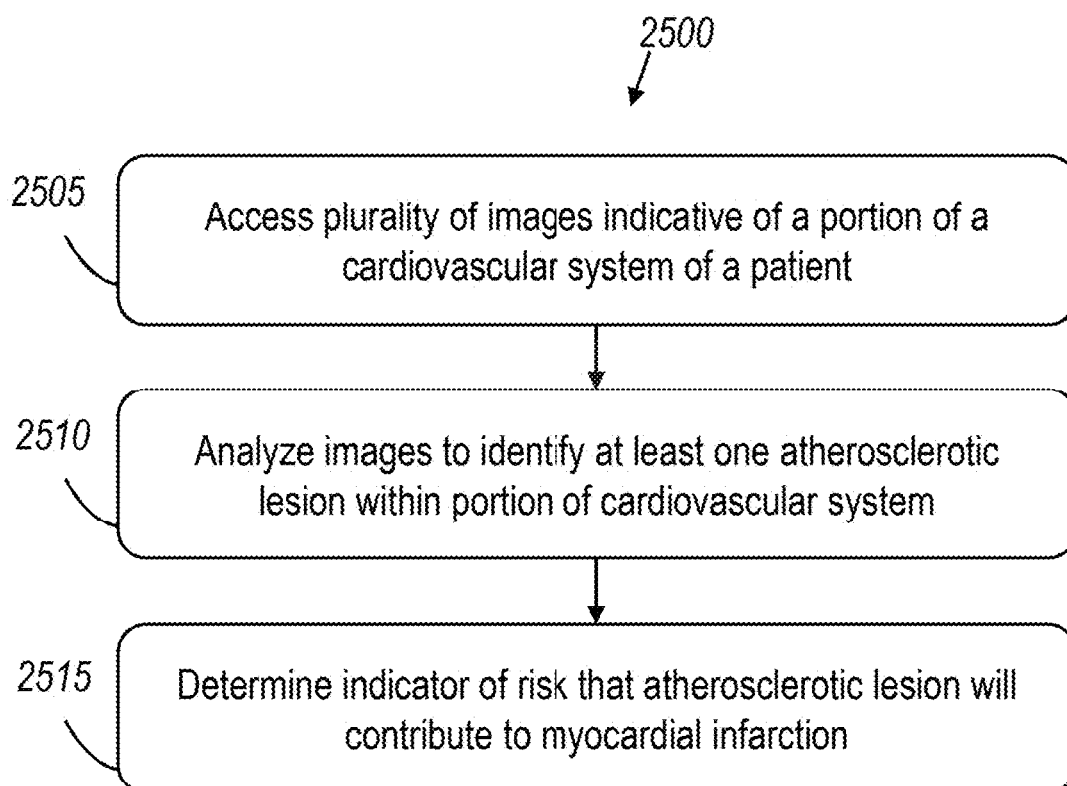 2500
2505
Access plurality of images indicative of a portion of a
cardiovascular system of a patient
2510
Analyze images to identify at least one atherosclerotic
lesion within portion of cardiovascular system
2515
Determine indicator of risk that atherosclerotic lesion will
contribute to myocardial infarction